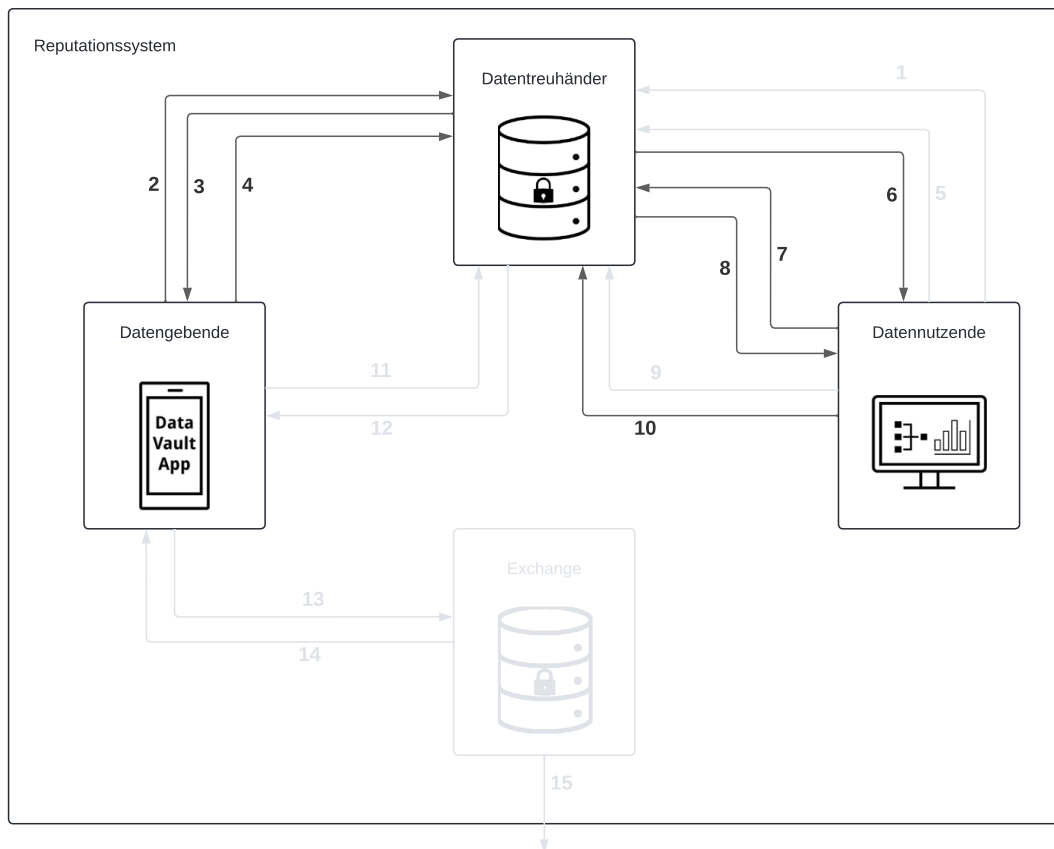 Reputationssystem
Datentreuhänder
1
2
3
4
6
5
8
7
Datengebende
Data
Vault
App
Datennutzende
11
12
9
10
Exchange
13
14
15